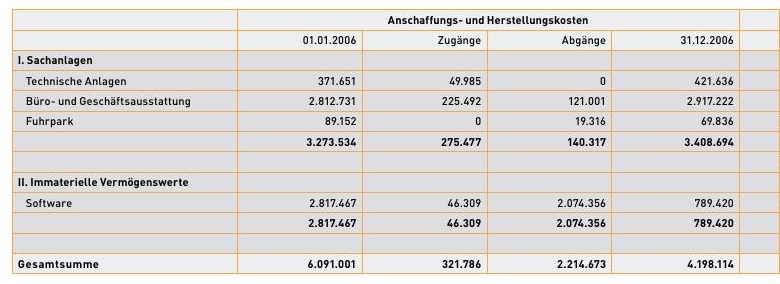 Anschaffungs- und Herstellungskosten
01.01.2006 Zugänge Abgänge 31.12.2006
I. Sachanlagen
Technische Anlagen 371.651 49.985 0 421.636
Büro- und Geschäftsausstattung 2.812.731 225.492 121.001 2.917.222
Fuhrpark 89.152 0 19.316 69.836
3.273.534 275.477 140.317 3.408.694
II. Immaterielle Vermögenswerte
Software 2.817.467 46.309 2.074.356 789.420
2.817.467 46.309 2.074.356 789.420
Gesamtsumme 6.091.001 321.786 2.214.673 4.198.114